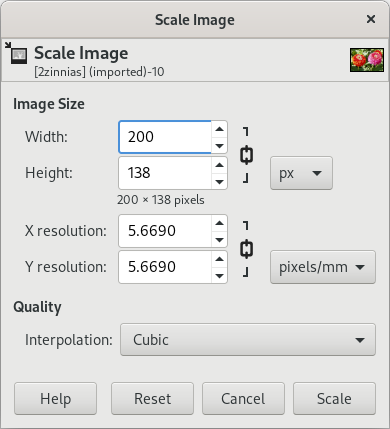 Scale Image
Scale Image
[2zinnias] (imported)-10
Image Size
Width: 200
Height: 138 px
200 × 138 pixels
X resolution: 5.6690
Y resolution: 5.6690 pixels/mm
Quality
Interpolation: Cubic
Help Reset Cancel Scale